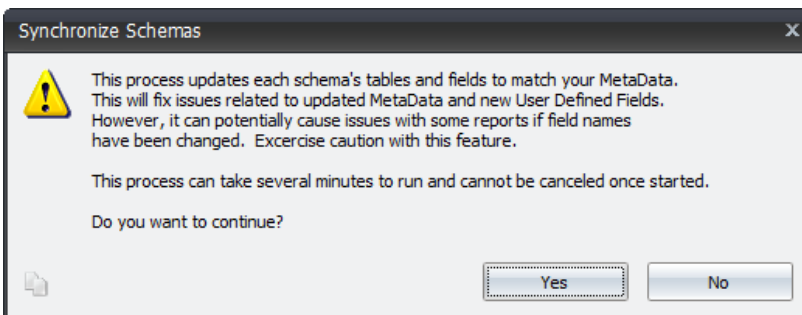 Synchronize Schemas
x
This process updates each schema's tables and fields to match your MetaData.
This will fix issues related to updated MetaData and new User Defined Fields.
However, it can potentially cause issues with some reports if field names
have been changed.  Excercise caution with this feature.
This process can take several minutes to run and cannot be canceled once started.
Do you want to continue?
Yes
No